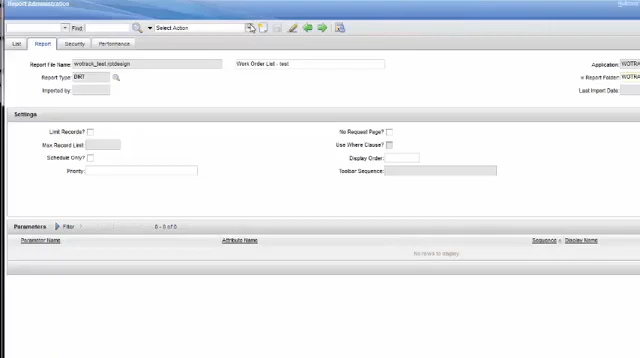 Report Administration
Find: Select Action
List Report Security Performance
Report File Name: wotrack_test.rptdesign Work Order List - test Application: WOTRA
Report Type: BIRT Report Folder: WOTRA
Imported by: Last Import Date:
Settings
Limit Records? No Request Page?
Max Record Limit: Use Where Clause?
Schedule Only? Display Order:
Priority: Toolbar Sequence:
Parameters Filter 0 - 0 of 0
Parameter Name Attribute Name Sequence Display Name
No rows to display.